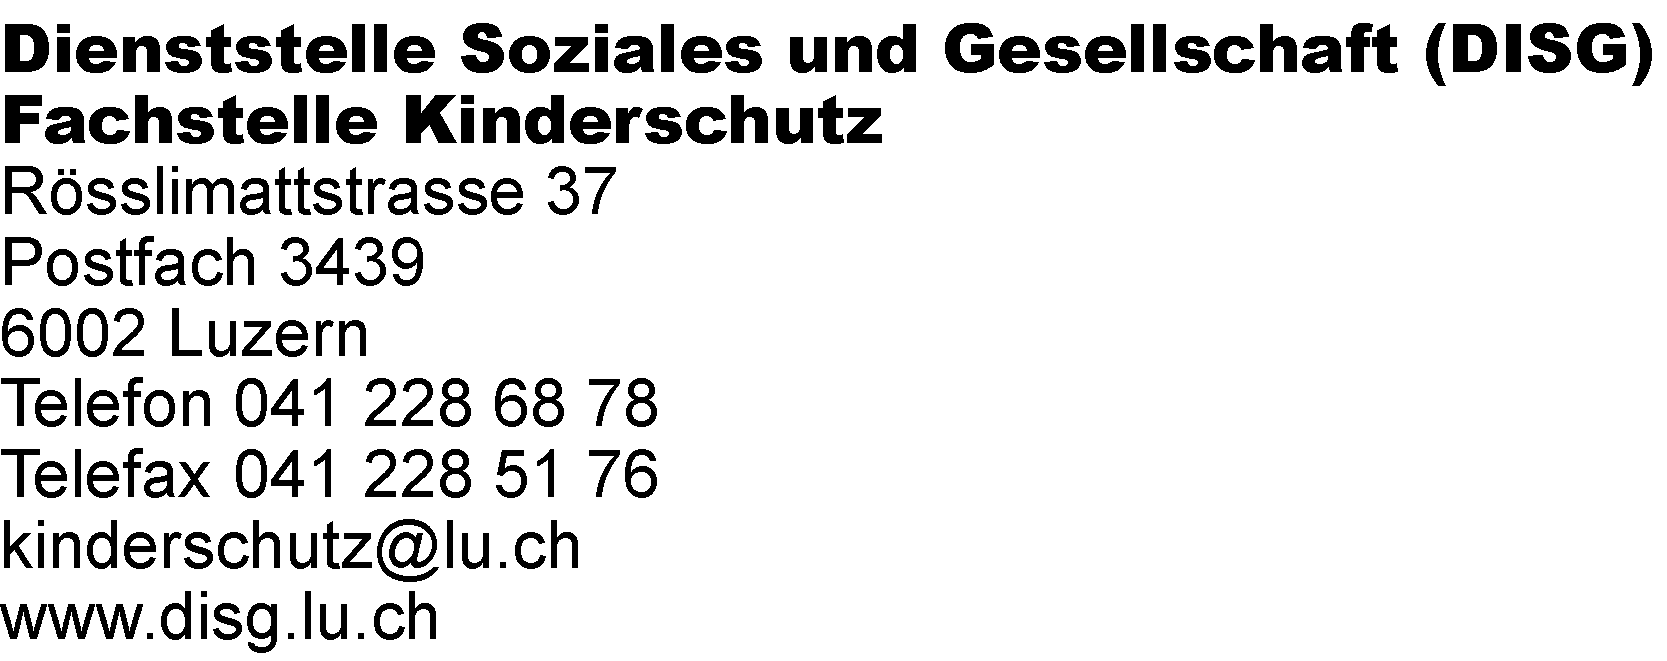 Dienststelle Soziales und Gesellschaft (DISG)
Fachstelle Kinderschutz
Rösslimattstrasse 37
Postfach 3439
6002 Luzern
Telefon 041 228 68 78
Telefax 041 228 51 76
kinderschutz@lu.ch
www.disg.lu.ch